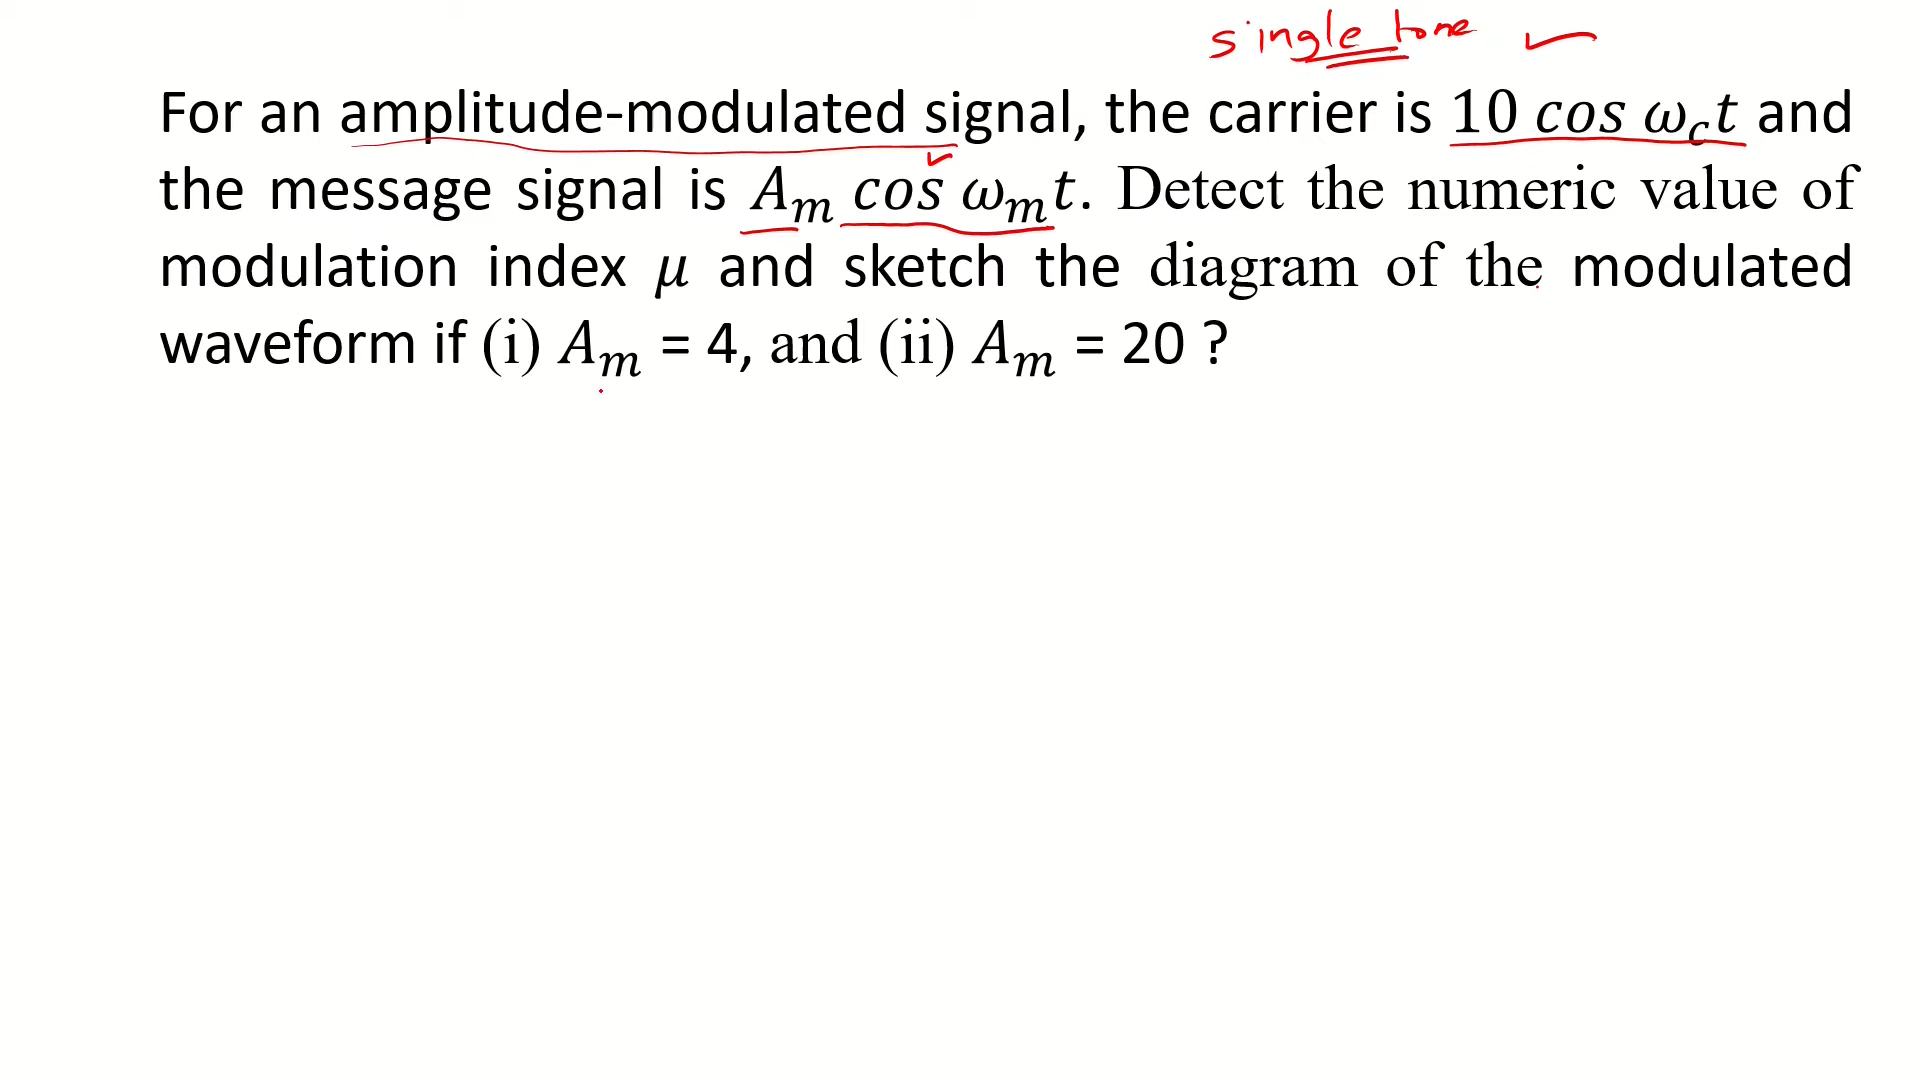 single tone
For an amplitude-modulated signal, the carrier is 10 cos ω_c t and
the message signal is A_m cos ω_m t. Detect the numeric value of
modulation index μ and sketch the diagram of the modulated
waveform if (i) A_m = 4, and (ii) A_m = 20 ?